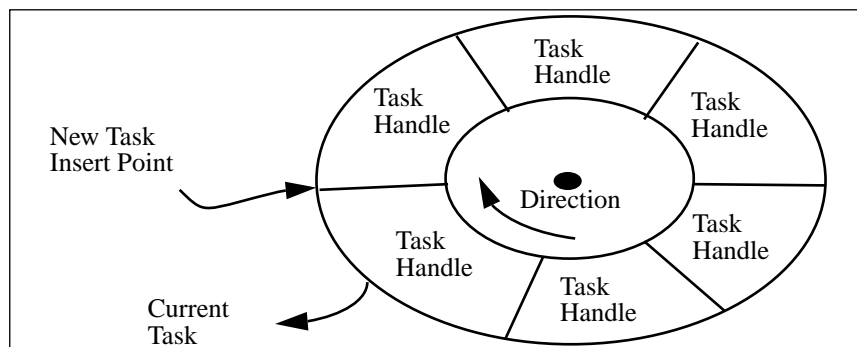 Task
Handle
Task
Handle
Task
Handle
New Task
Insert Point
Direction
Task
Handle
Task
Handle
Task
Handle
Current
Task